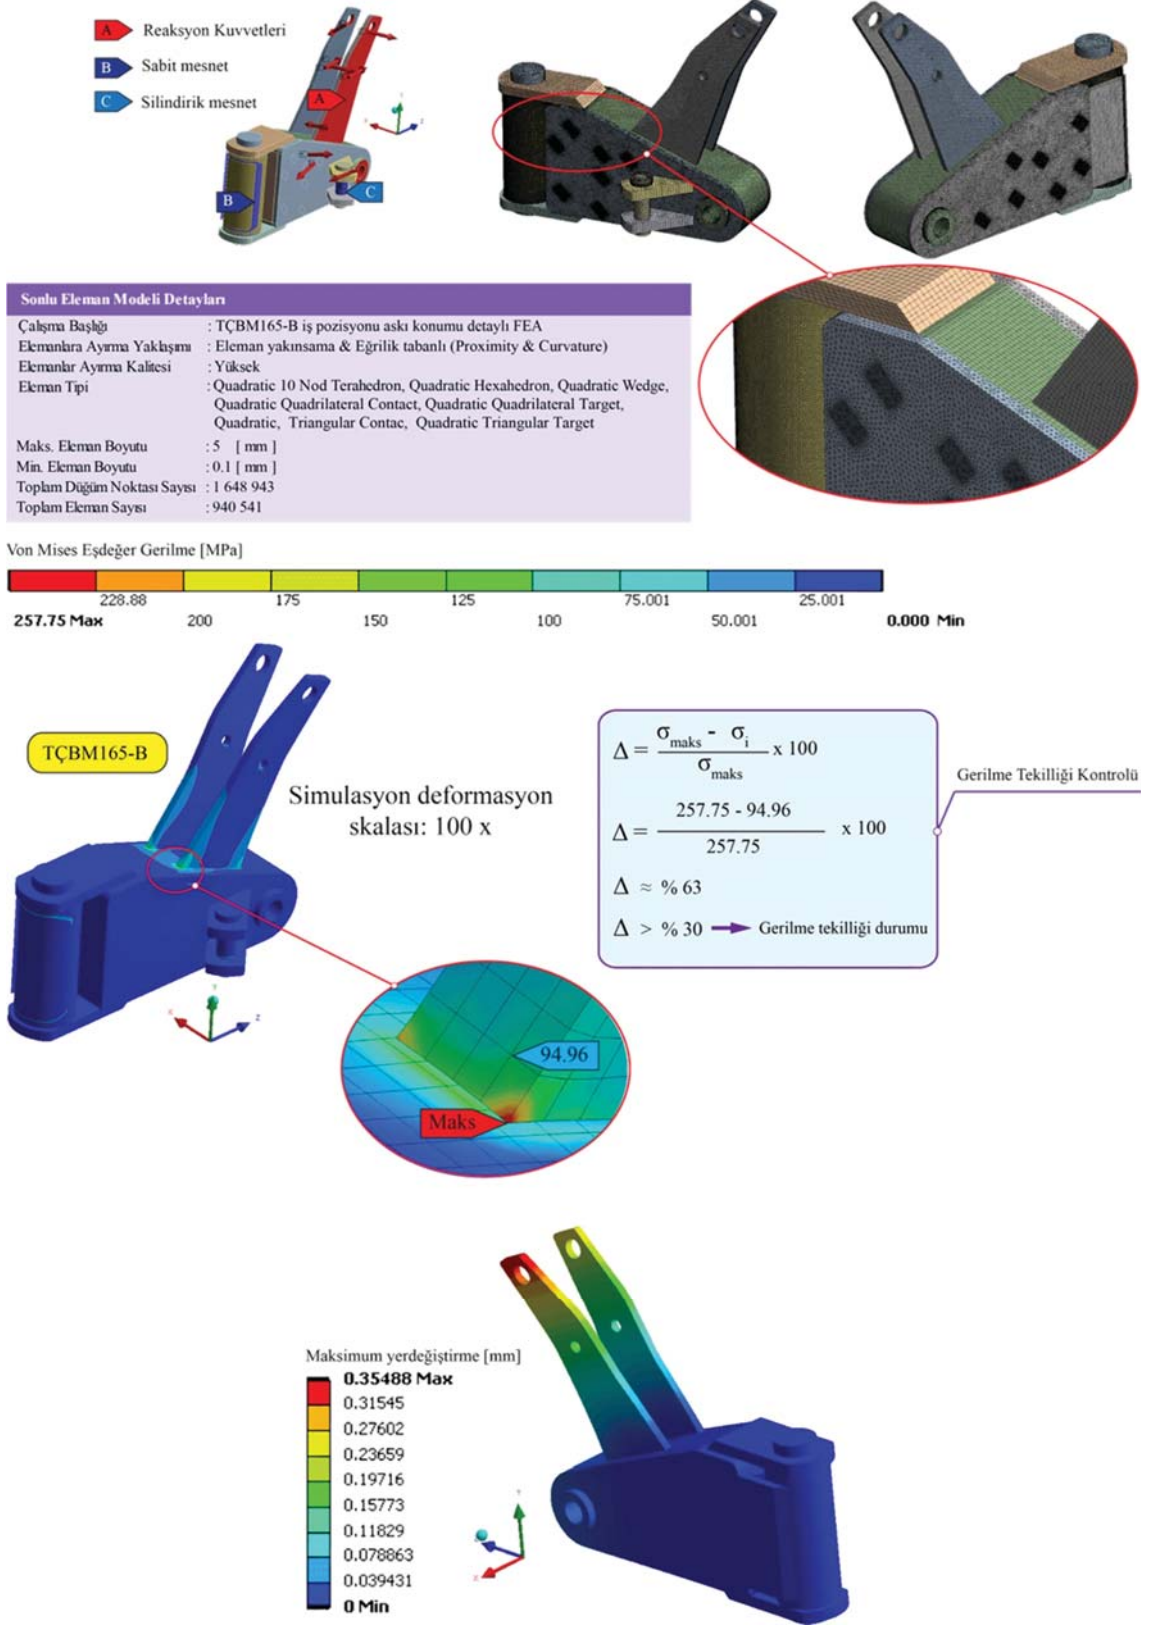 A Reaksyon Kuvvetleri
B Sabit mesnet
C Silindirik mesnet
A
B
C
Sonlu Eleman Modeli Detayları
Çalışma Başlığı : TÇBM165-B iş pozisyonu askı konumu detaylı FEA
Elemanlara Ayırma Yaklaşımı : Eleman yakınsama & Eğrilik tabanlı (Proximity & Curvature)
Elemanlar Ayırma Kalitesi : Yüksek
Eleman Tipi : Quadratic 10 Nod Terahedron, Quadratic Hexahedron, Quadratic Wedge,
Quadratic Quadrilateral Contact, Quadratic Quadrilateral Target,
Quadratic, Triangular Contac, Quadratic Triangular Target
Maks. Eleman Boyutu : 5 [ mm ]
Min. Eleman Boyutu : 0.1 [ mm ]
Toplam Düğüm Noktası Sayısı : 1 648 943
Toplam Eleman Sayısı : 940 541
Von Mises Eşdeğer Gerilme [MPa]
228.88 175 125 75.001 25.001
257.75 Max 200 150 100 50.001 0.000 Min
TÇBM165-B
Simulasyon deformasyon
skalası: 100 x
Δ = (σmaks - σi) / σmaks x 100
Δ = (257.75 - 94.96) / 257.75 x 100
Δ ≈ % 63
Δ > % 30 → Gerilme tekilliği durumu
Gerilme Tekilliği Kontrolü
94.96
Maks
Maksimum yerdeğiştirme [mm]
0.35488 Max
0.31545
0.27602
0.23659
0.19716
0.15773
0.11829
0.078863
0.039431
0 Min